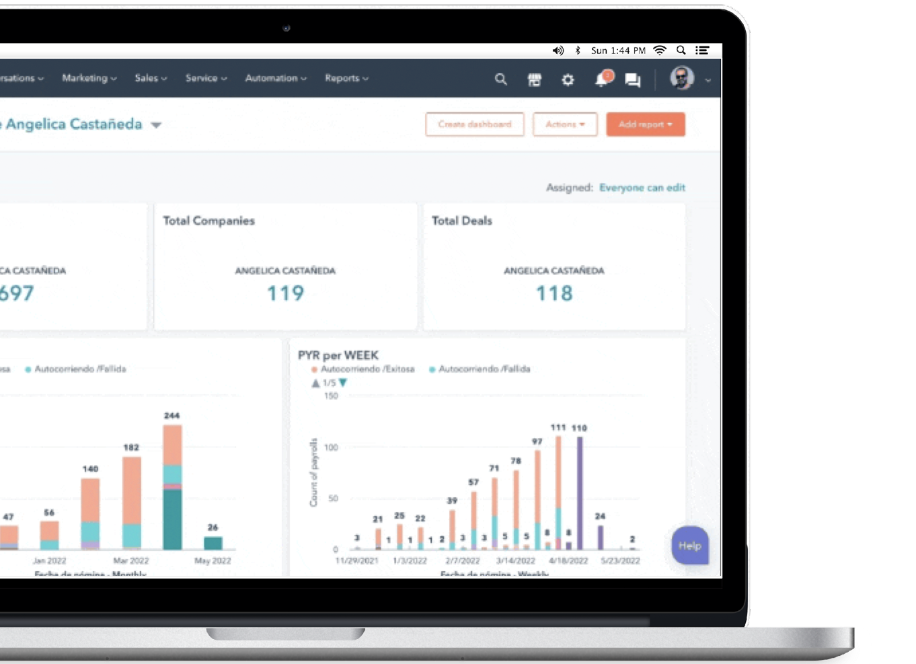 Sun 1:44 PM
rsations Marketing Sales Service Automation Reports
e Angelica Castañeda
Create dashboard Actions Add report
Assigned: Everyone can edit
Total Companies
Total Deals
CA CASTAÑEDA
697
ANGELICA CASTAÑEDA
119
ANGELICA CASTAÑEDA
118
osa Autocorriendo /Fallida
244
182
140
47
56
26
Jan 2022 Mar 2022 May 2022
Fecha de nómina - Monthly
PYR per WEEK
Autocorriendo /Exitosa Autocorriendo /Fallida
1/5
150
100
50
0
Count of payrolls
3 21 1 25 1 22 1 2 39 3 57 3 71 5 78 5 97 8 111 8 110 24 2
11/29/2021 1/3/2022 2/7/2022 3/14/2022 4/18/2022 5/23/2022
Fecha de nómina - Weekly
Help